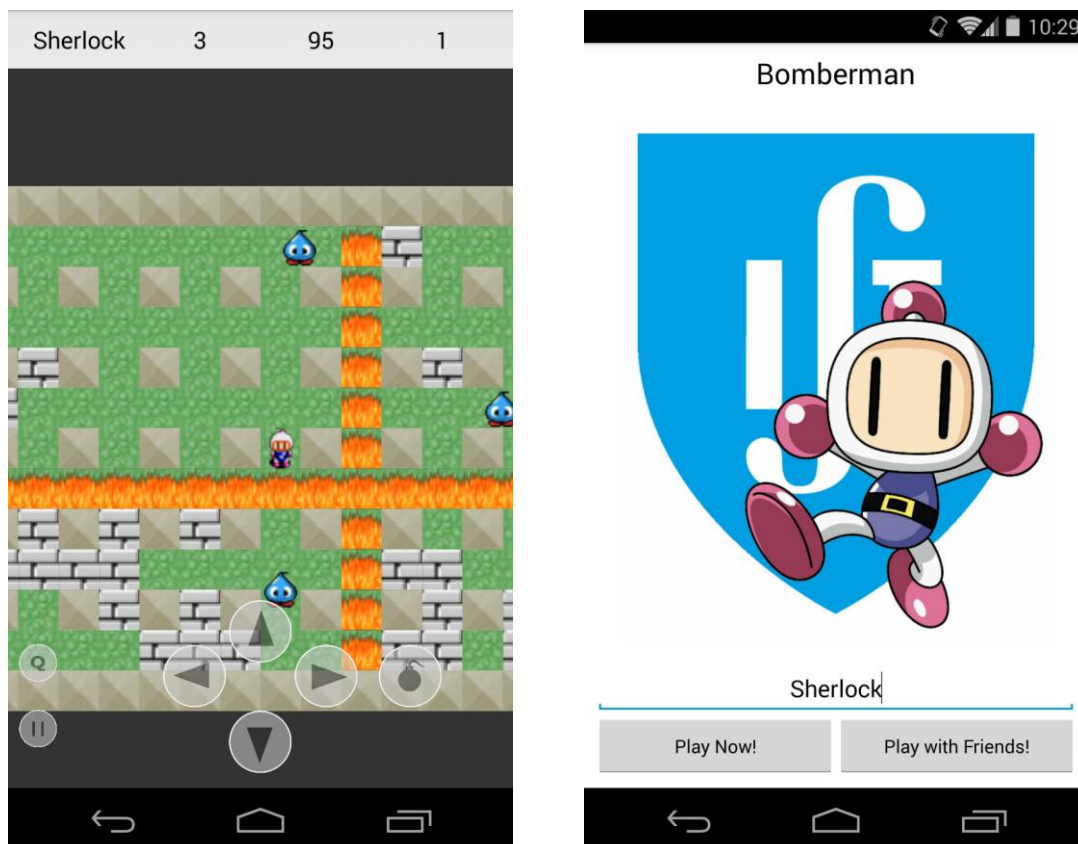 Sherlock 3 95 1
Q
10:29
Bomberman
Sherlock
Play Now! Play with Friends!